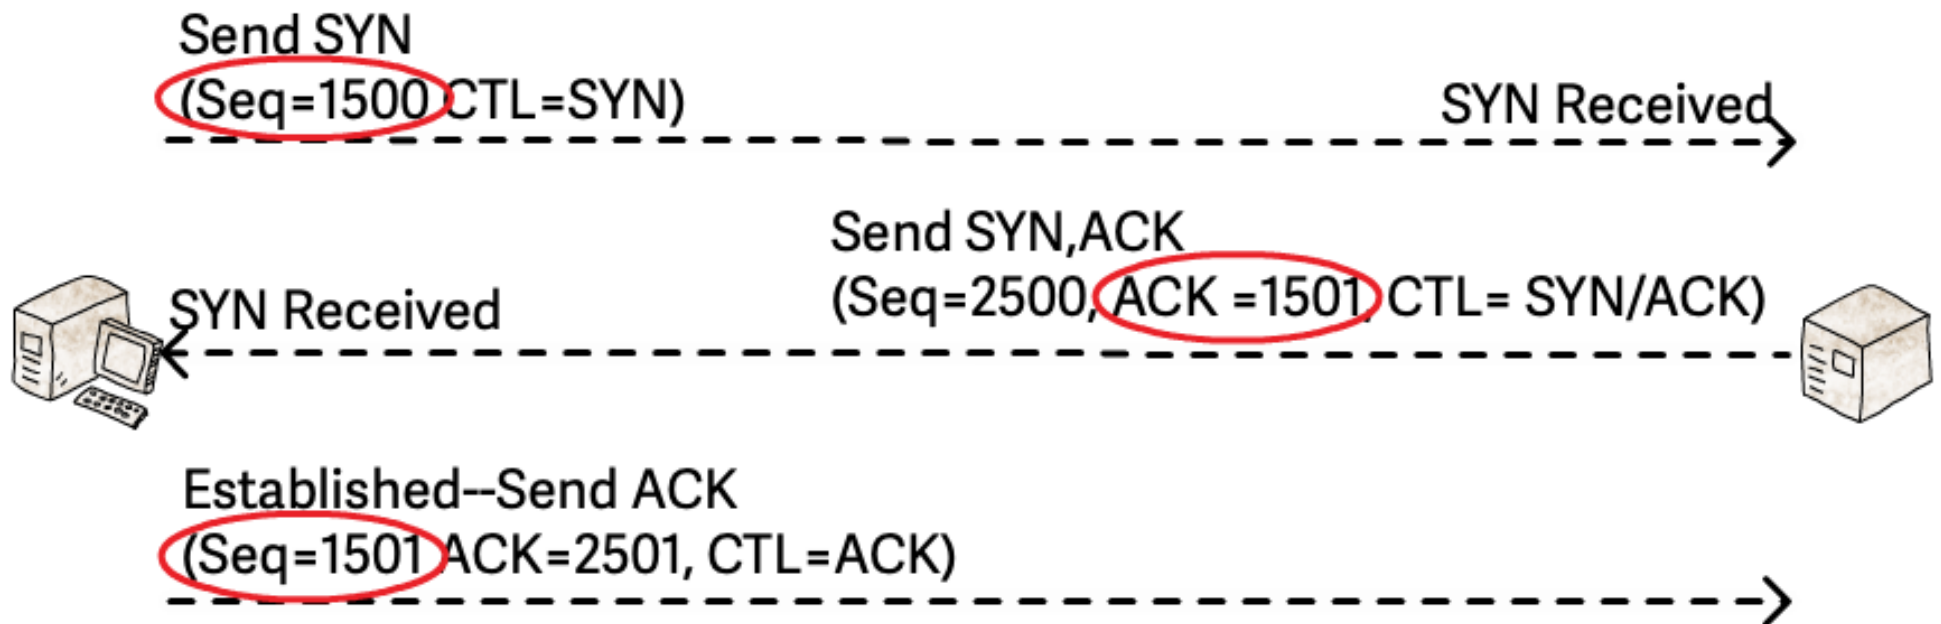 Send SYN
(Seq=1500 CTL=SYN)
SYN Received
Send SYN,ACK
(Seq=2500, ACK =1501, CTL= SYN/ACK)
SYN Received
Established--Send ACK
(Seq=1501 ACK=2501, CTL=ACK)